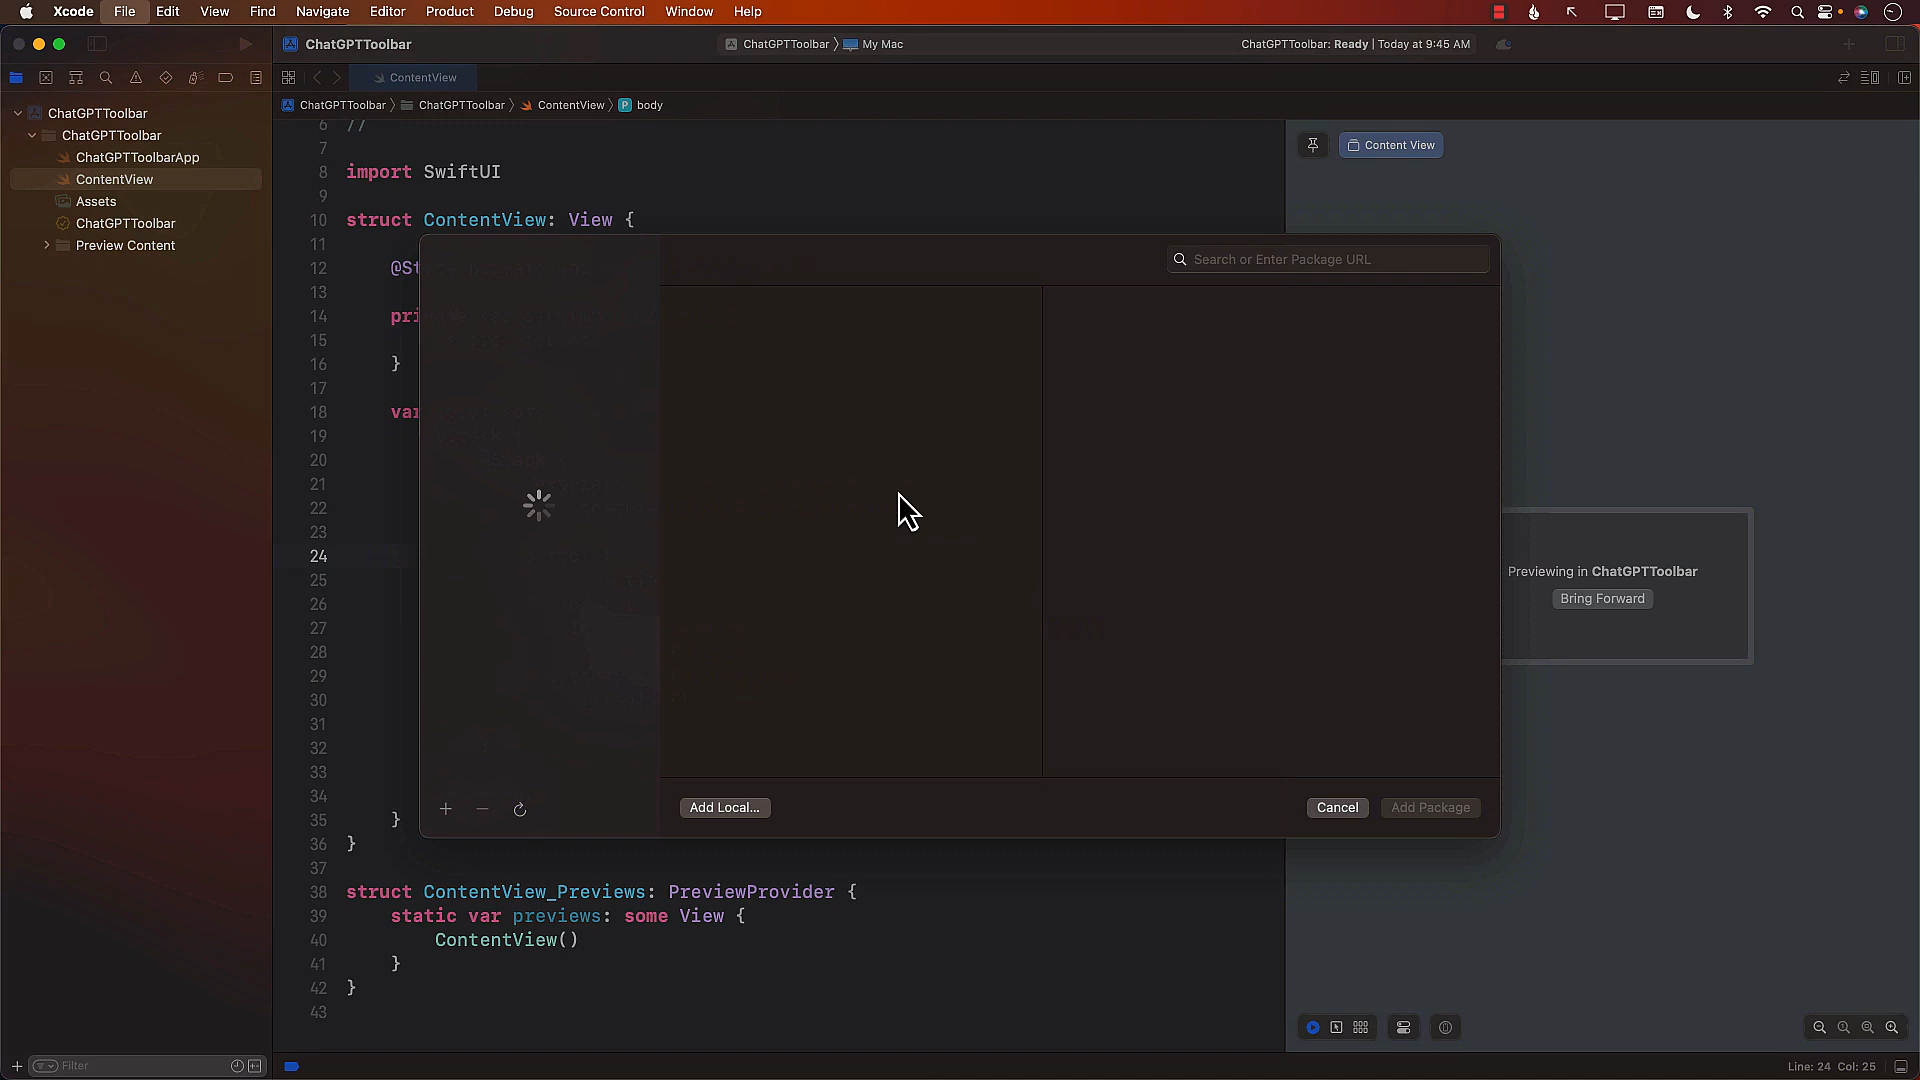 Xcode File Edit View Find Navigate Editor Product Debug Source Control Window Help
ChatGPTToolbar
ChatGPTToolbar My Mac
ChatGPTToolbar: Ready | Today at 9:45 AM
ContentView
ChatGPTToolbar ChatGPTToolbar ContentView P body
ChatGPTToolbar
ChatGPTToolbar
ChatGPTToolbarApp
ContentView
Assets
ChatGPTToolbar
Preview Content
6 //
7
8 import SwiftUI
9
10 struct ContentView: View {
11
12 @St
13
14 pri
15
16 }
17
18 var
19
20
21
22
23
24
25
26
27
28
29
30
31
32
33
34
35 }
36 }
37
38 struct ContentView_Previews: PreviewProvider {
39 static var previews: some View {
40 ContentView()
41 }
42 }
43
Search or Enter Package URL
Add Local...
Cancel
Add Package
Content View
Previewing in ChatGPTToolbar
Bring Forward
Filter
Line: 24 Col: 25